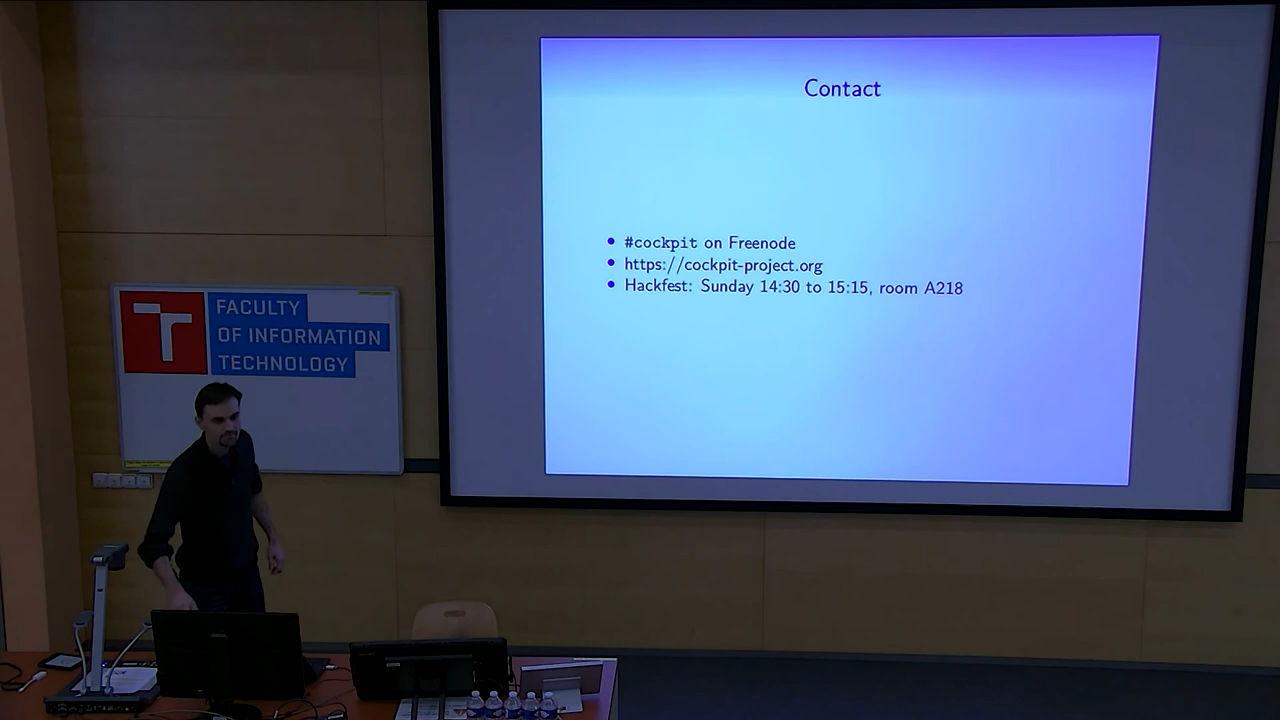 Contact
#cockpit on Freenode
https://cockpit-project.org
Hackfest: Sunday 14:30 to 15:15, room A218
FACULTY
OF INFORMATION
TECHNOLOGY